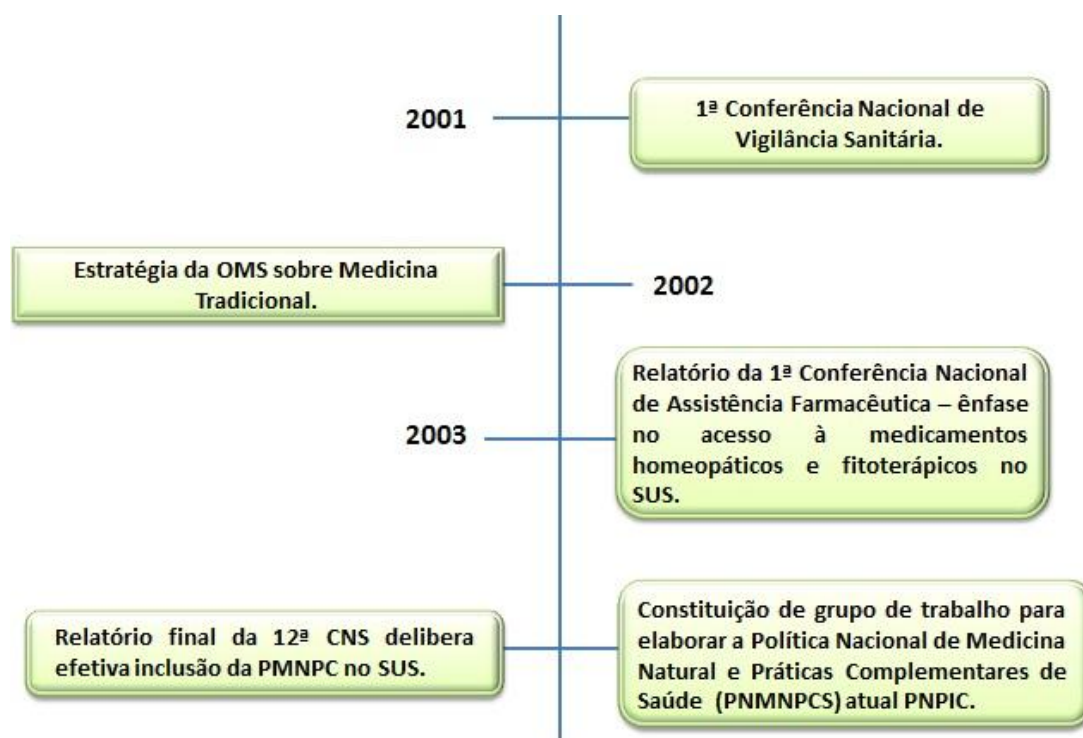 2001
1ª Conferência Nacional de
Vigilância Sanitária.
Estratégia da OMS sobre Medicina
Tradicional.
2002
2003
Relatório da 1ª Conferência Nacional
de Assistência Farmacêutica – ênfase
no acesso à medicamentos
homeopáticos e fitoterápicos no
SUS.
Relatório final da 12ª CNS delibera
efetiva inclusão da PMNPC no SUS.
Constituição de grupo de trabalho para
elaborar a Política Nacional de Medicina
Natural e Práticas Complementares de
Saúde (PNMNPCS) atual PNPIC.